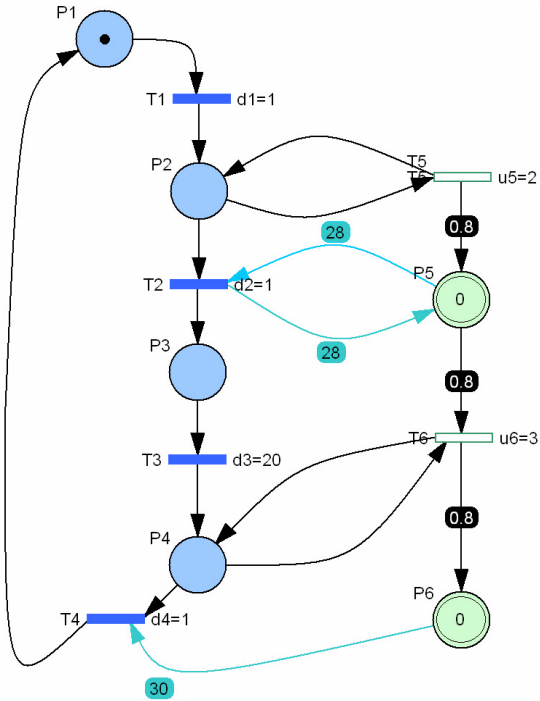 P1
T1 d1=1
P2
T5
T5 u5=2
0.8
28
P5
T2 d2=1
0
28
P3
0.8
T6 u6=3
T3 d3=20
0.8
P4
P6
T4 d4=1
0
30